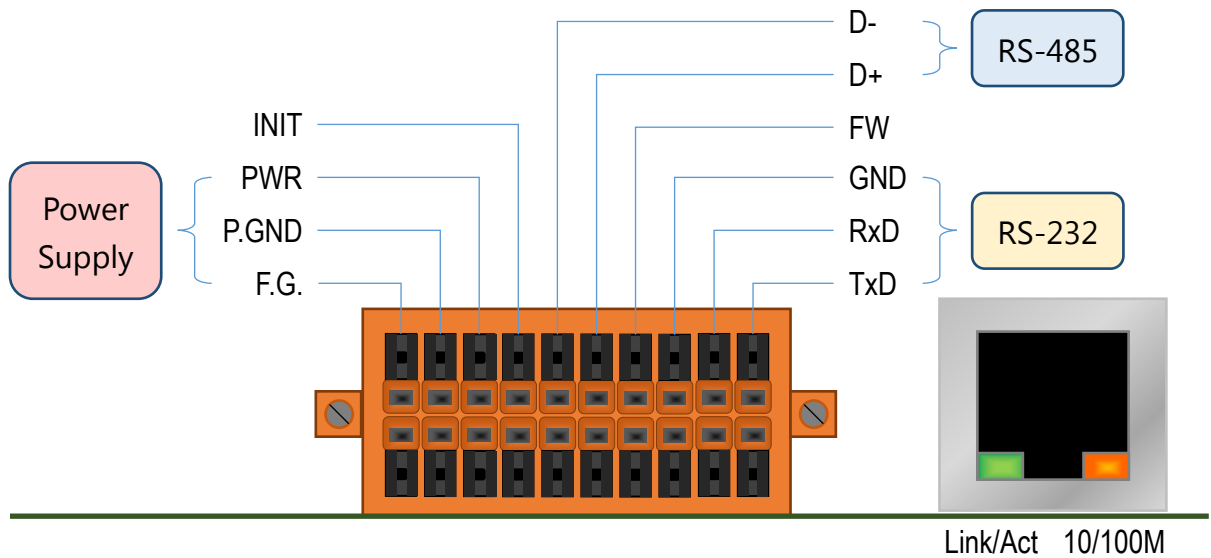 D-
D+
RS-485
INIT
FW
PWR
GND
Power
Supply
P.GND
RxD
RS-232
F.G.
TxD
Link/Act 10/100M